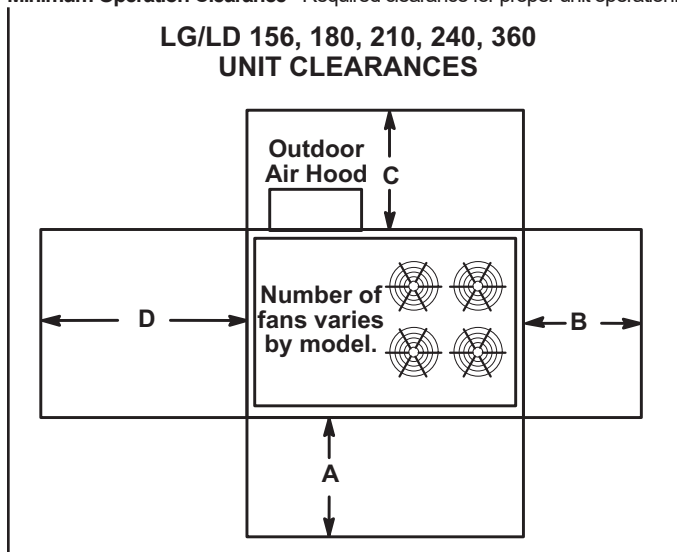 Minimum Operation Clearance - Required clearance for proper unit operation.
LG/LD 156, 180, 210, 240, 360
UNIT CLEARANCES
Outdoor
Air Hood
C
Number of
fans varies
by model.
D
B
A